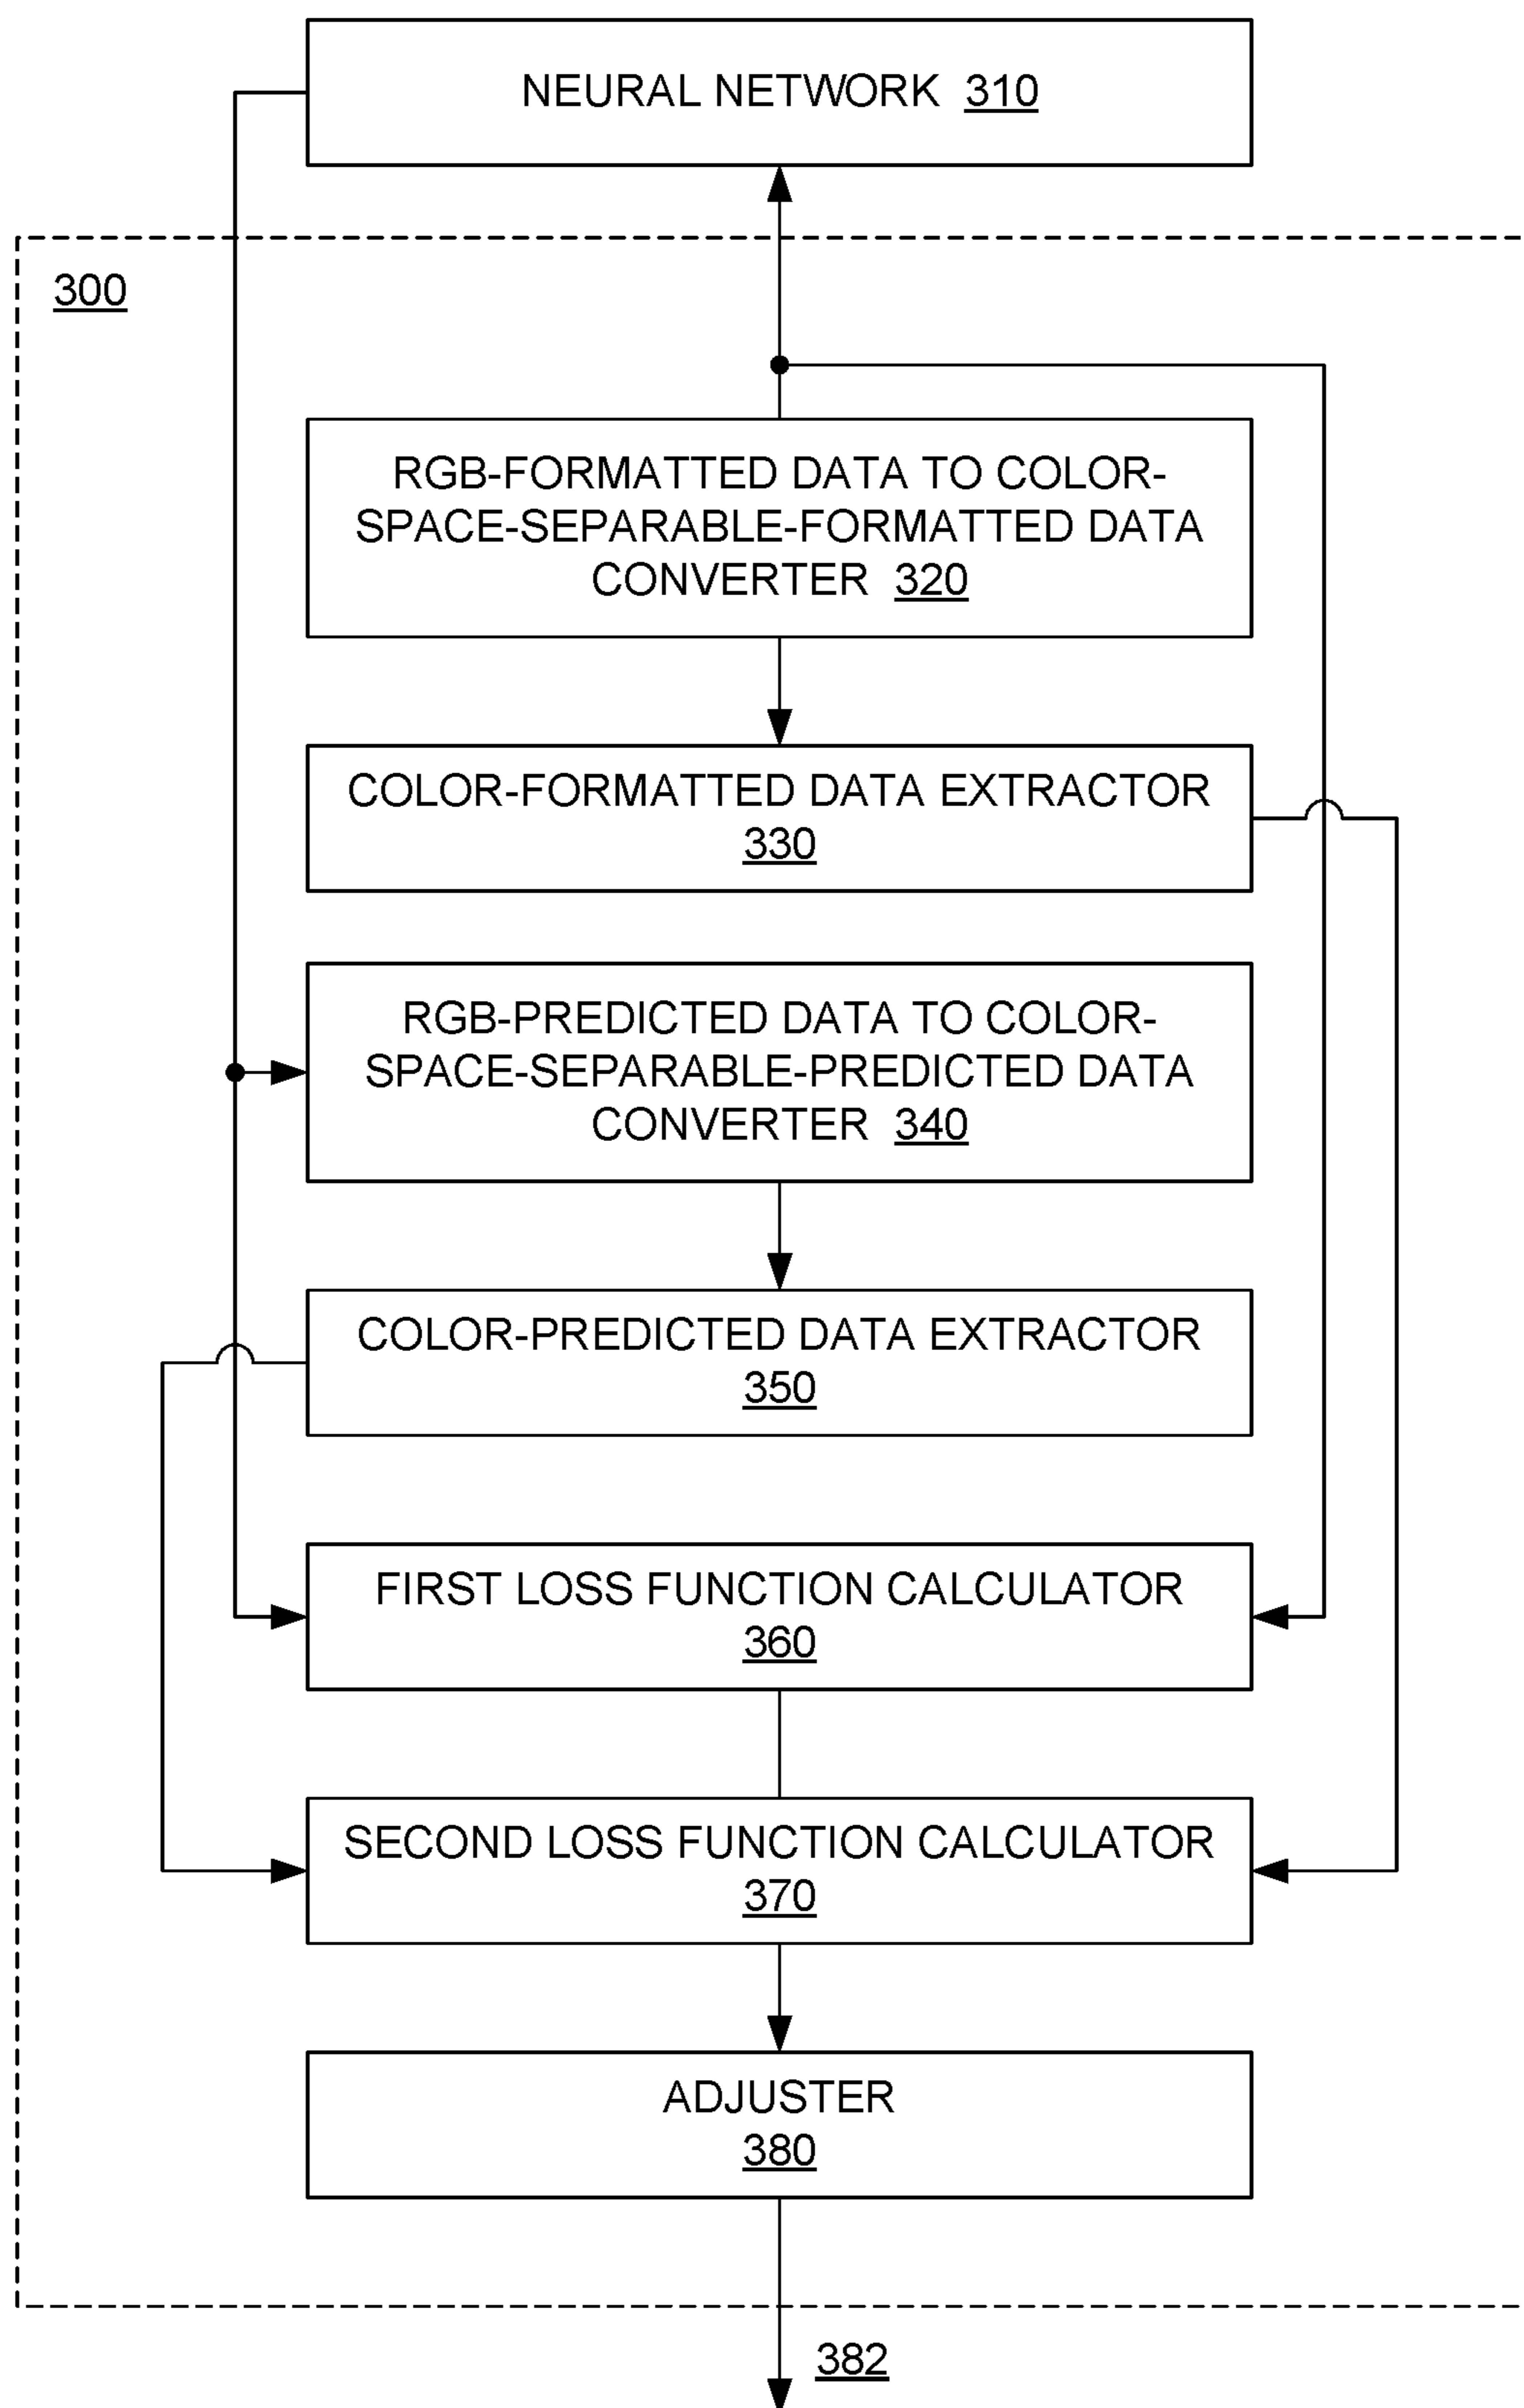 NEURAL NETWORK 310
300
RGB-FORMATTED DATA TO COLOR-
SPACE-SEPARABLE-FORMATTED DATA
CONVERTER 320
COLOR-FORMATTED DATA EXTRACTOR
330
RGB-PREDICTED DATA TO COLOR-
SPACE-SEPARABLE-PREDICTED DATA
CONVERTER 340
COLOR-PREDICTED DATA EXTRACTOR
350
FIRST LOSS FUNCTION CALCULATOR
360
SECOND LOSS FUNCTION CALCULATOR
370
ADJUSTER
380
382